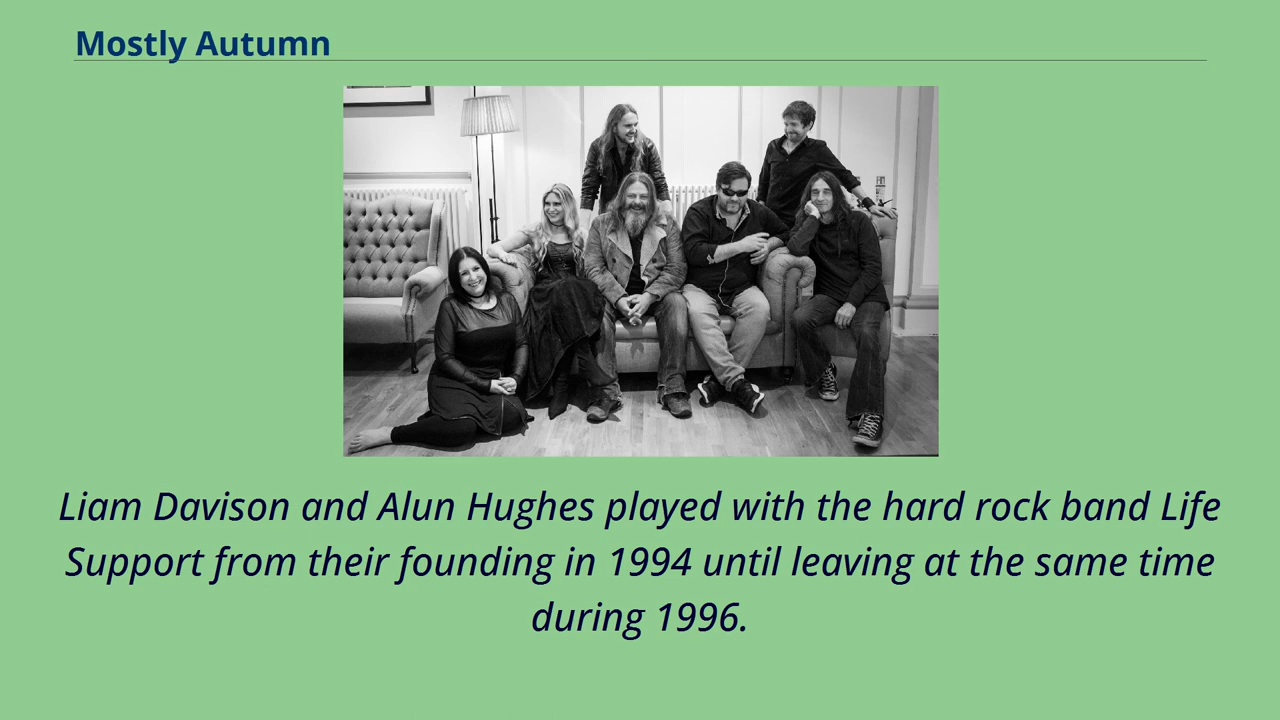 Mostly Autumn
Liam Davison and Alun Hughes played with the hard rock band Life
Support from their founding in 1994 until leaving at the same time
during 1996.